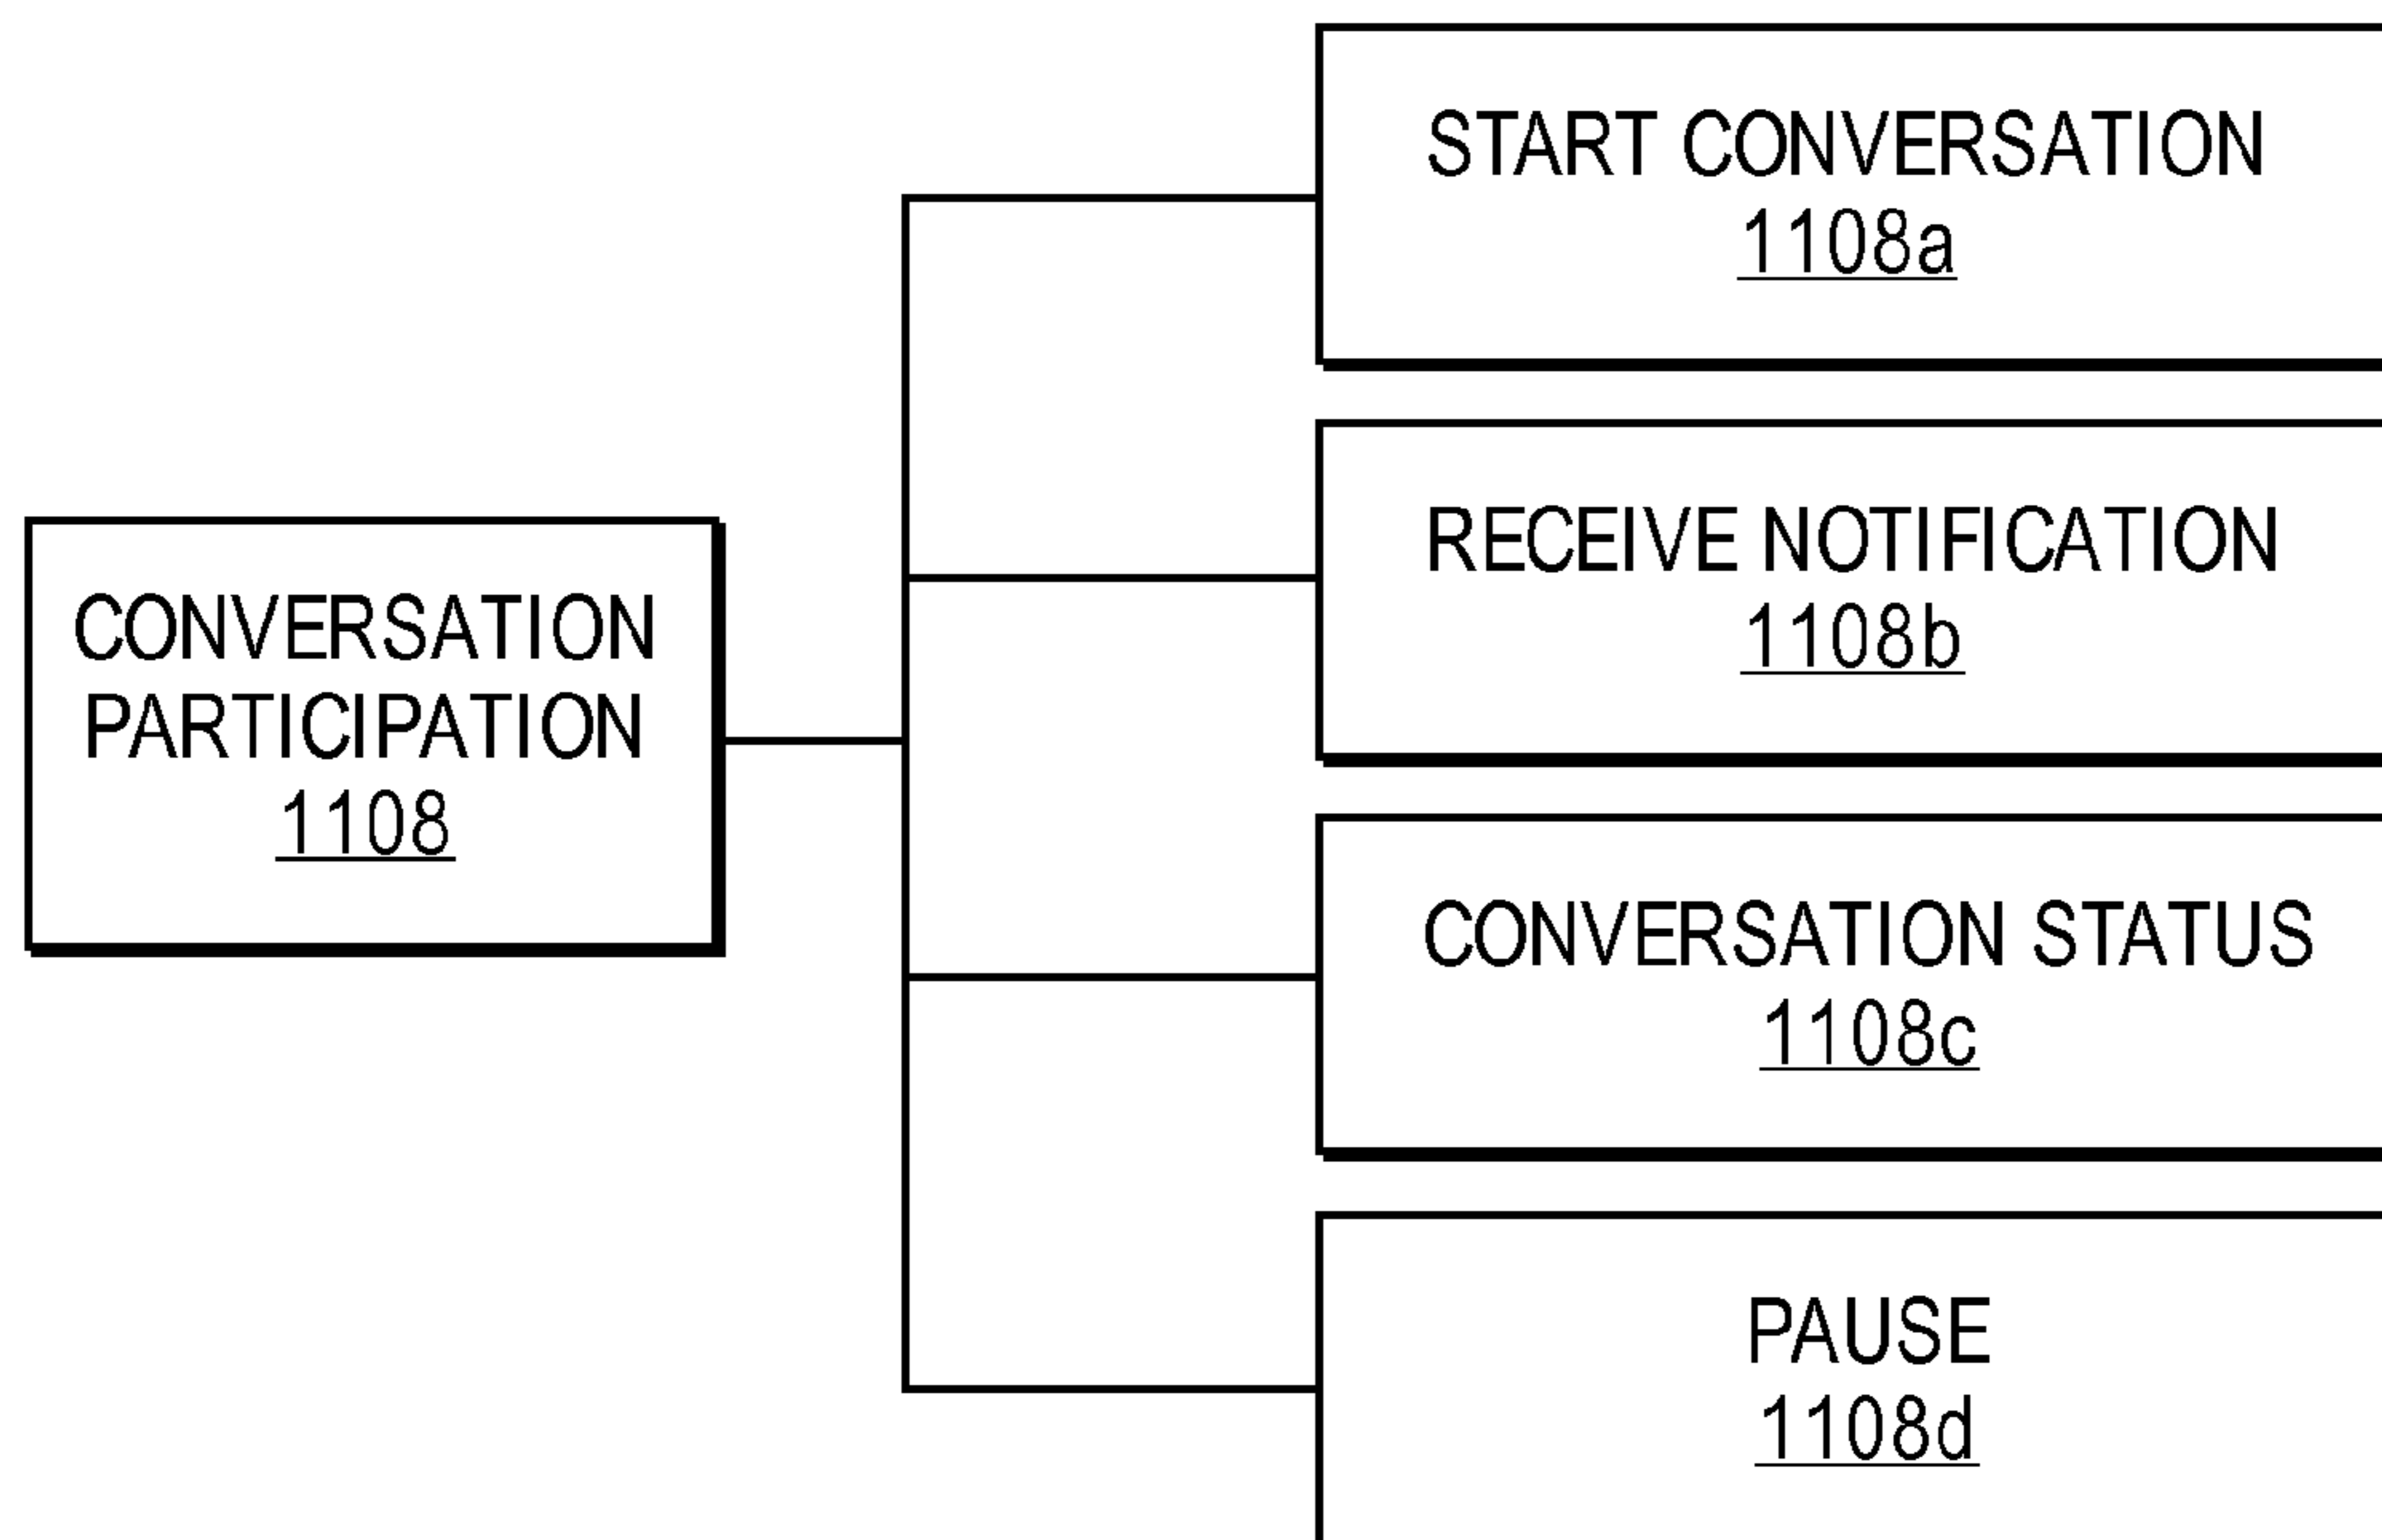 START CONVERSATION
1108a
RECEIVE NOTIFICATION
1108b
CONVERSATION
PARTICIPATION
1108
CONVERSATION STATUS
1108c
PAUSE
1108d